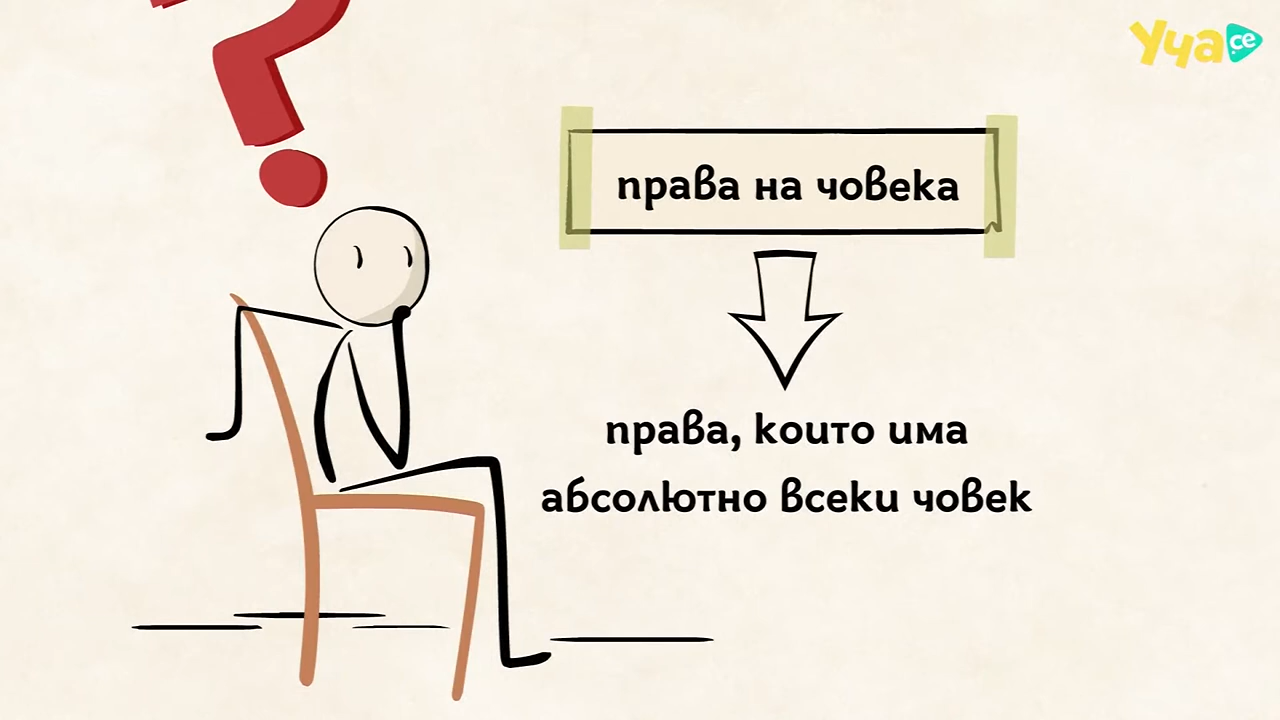 Уча
се
права на човека
права, които има
абсолютно всеки човек